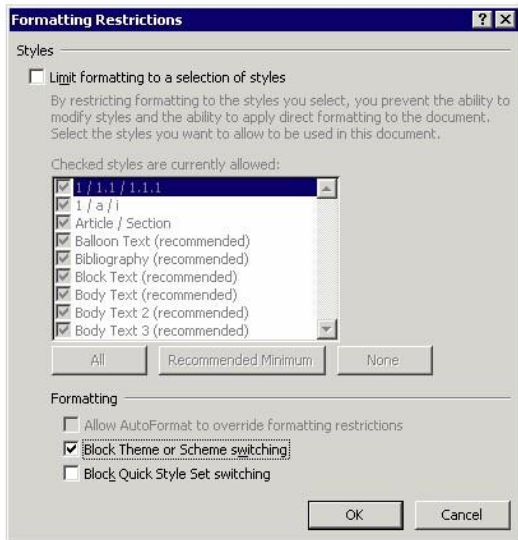 Formatting Restrictions
Styles
Limit formatting to a selection of styles
By restricting formatting to the styles you select, you prevent the ability to
modify styles and the ability to apply direct formatting to the document.
Select the styles you want to allow to be used in this document.
Checked styles are currently allowed:
1 / 1.1 / 1.1.1
1 / a / i
Article / Section
Balloon Text (recommended)
Bibliography (recommended)
Block Text (recommended)
Body Text (recommended)
Body Text 2 (recommended)
Body Text 3 (recommended)
All Recommended Minimum None
Formatting
Allow AutoFormat to override formatting restrictions
Block Theme or Scheme switching
Block Quick Style Set switching
OK Cancel